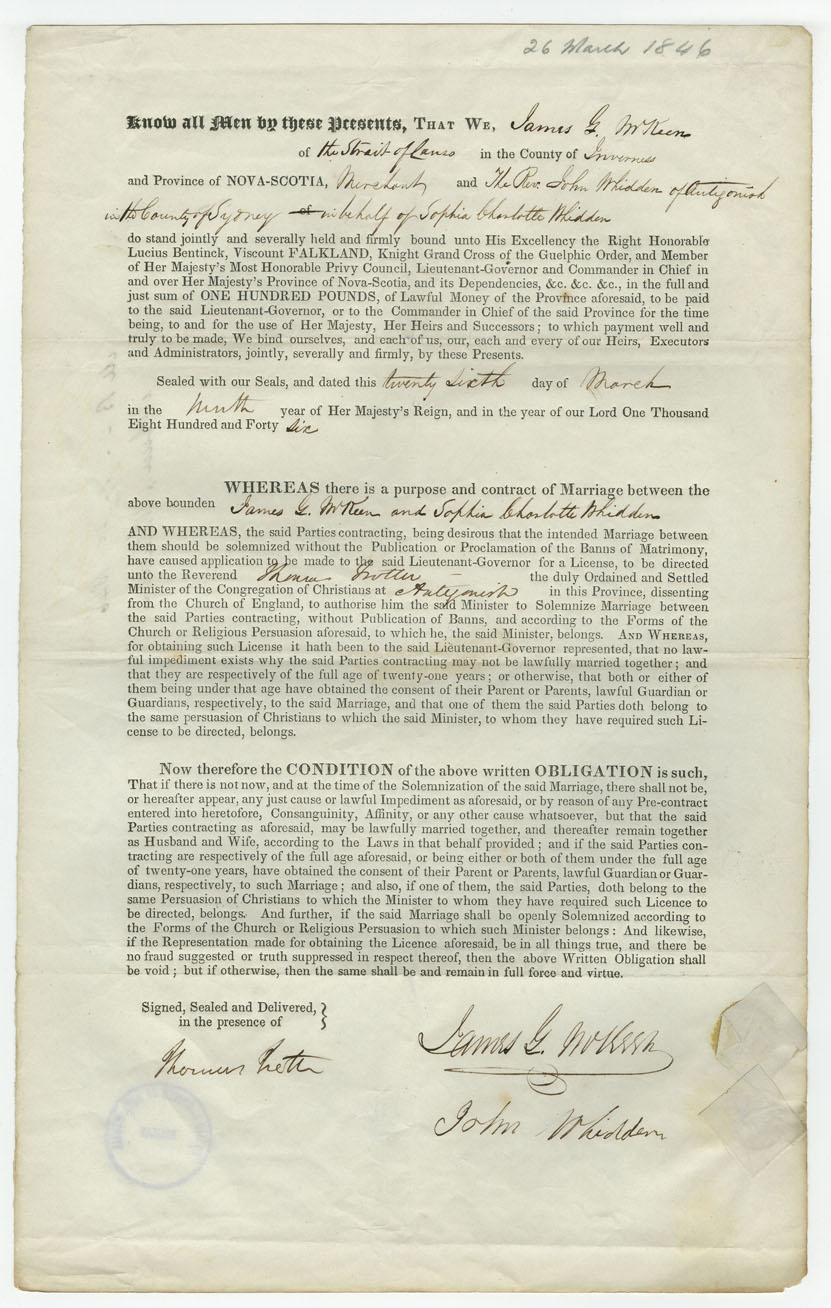 26 March 1846
Know all Men by these Presents, THAT WE, James G. McKeen
of the Strait of Canso in the County of Inverness
and Province of NOVA-SCOTIA, Merchant and The Rev. John Whidden of Antigonish
in the County of Sydney of in behalf of Sophia Charlotte Whidden
do stand jointly and severally held and firmly bound unto His Excellency the Right Honorable
Lucius Bentinck, Viscount FALKLAND, Knight Grand Cross of the Guelphic Order, and Member
of Her Majesty's Most Honorable Privy Council, Lieutenant-Governor and Commander in Chief in
and over Her Majesty's Province of Nova-Scotia, and its Dependencies, &c. &c. &c., in the full and
just sum of ONE HUNDRED POUNDS, of Lawful Money of the Province aforesaid, to be paid
to the said Lieutenant-Governor, or to the Commander in Chief of the said Province for the time
being, to and for the use of Her Majesty, Her Heirs and Successors; to which payment well and
truly to be made, We bind ourselves, and each of us, our, each and every of our Heirs, Executors
and Administrators, jointly, severally and firmly, by these Presents.
Sealed with our Seals, and dated this twenty sixth day of March
in the ninth year of Her Majesty's Reign, and in the year of our Lord One Thousand
Eight Hundred and Forty six
WHEREAS there is a purpose and contract of Marriage between the
above bounden James G. McKeen and Sophia Charlotte Whidden
AND WHEREAS, the said Parties contracting, being desirous that the intended Marriage between
them should be solemnized without the Publication or Proclamation of the Banns of Matrimony,
have caused application to be made to the said Lieutenant-Governor for a License, to be directed
unto the Reverend Thomas Trotter - the duly Ordained and Settled
Minister of the Congregation of Christians at Antigonish in this Province, dissenting
from the Church of England, to authorise him the said Minister to Solemnize Marriage between
the said Parties contracting, without Publication of Banns, and according to the Forms of the
Church or Religious Persuasion aforesaid, to which he, the said Minister, belongs. AND WHEREAS,
for obtaining such License it hath been to the said Lieutenant-Governor represented, that no law-
ful impediment exists why the said Parties contracting may not be lawfully married together; and
that they are respectively of the full age of twenty-one years; or otherwise, that both or either of
them being under that age have obtained the consent of their Parent or Parents, lawful Guardian or
Guardians, respectively, to the said Marriage, and that one of them the said Parties doth belong to
the same persuasion of Christians to which the said Minister, to whom they have required such Li-
cense to be directed, belongs.
Now therefore the CONDITION of the above written OBLIGATION is such,
That if there is not now, and at the time of the Solemnization of the said Marriage, there shall not be,
or hereafter appear, any just cause or lawful Impediment as aforesaid, or by reason of any Pre-contract
entered into heretofore, Consanguinity, Affinity, or any other cause whatsoever, but that the said
Parties contracting as aforesaid, may be lawfully married together, and thereafter remain together
as Husband and Wife, according to the Laws in that behalf provided; and if the said Parties con-
tracting are respectively of the full age aforesaid, or being either or both of them under the full age
of twenty-one years, have obtained the consent of their Parent or Parents, lawful Guardian or Guar-
dians, respectively, to such Marriage; and also, if one of them, the said Parties, doth belong to the
same Persuasion of Christians to which the Minister to whom they have required such Licence to
be directed, belongs. And further, if the said Marriage shall be openly Solemnized according to
the Forms of the Church or Religious Persuasion to which such Minister belongs: And likewise,
if the Representation made for obtaining the Licence aforesaid, be in all things true, and there be
no fraud suggested or truth suppressed in respect thereof, then the above Written Obligation shall
be void; but if otherwise, then the same shall be and remain in full force and virtue.
Signed, Sealed and Delivered,
in the presence of
James G. McKeen
Thomas Trotter
John Whidden